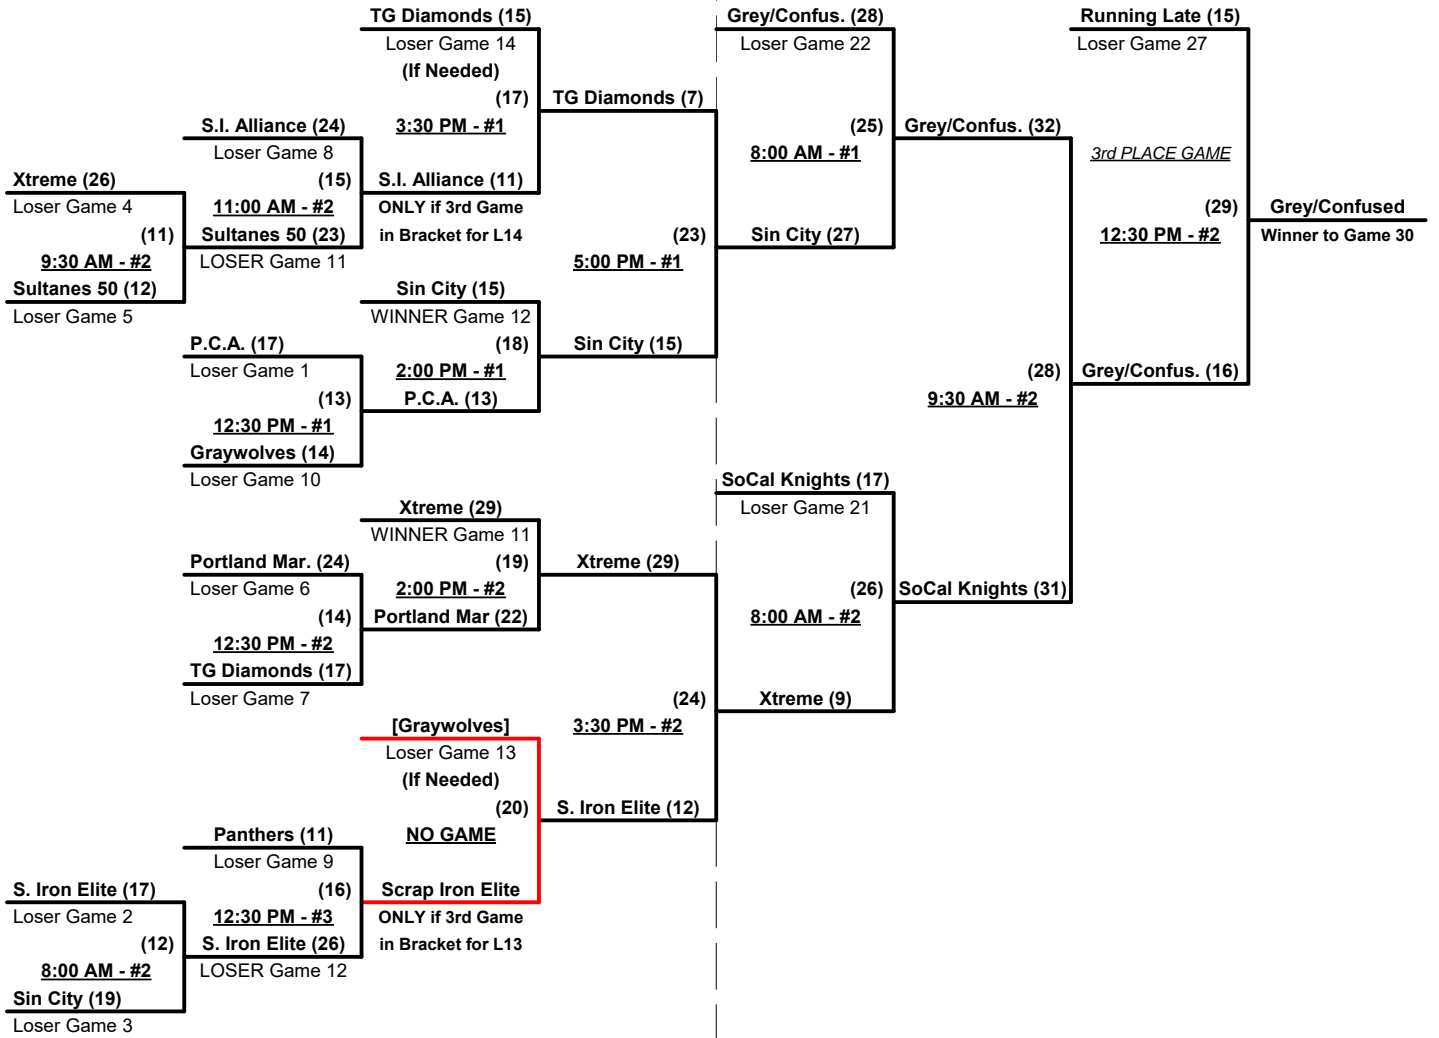 TG Diamonds (15)
Loser Game 14
(If Needed)
(17)
3:30 PM - #1
S.I. Alliance (24)
Loser Game 8
(15)
11:00 AM - #2
S.I. Alliance (11)
ONLY if 3rd Game
in Bracket for L14
Xtreme (26)
Loser Game 4
(11)
9:30 AM - #2
Sultanes 50 (23)
LOSER Game 11
Sultanes 50 (12)
Loser Game 5
TG Diamonds (7)
(23)
5:00 PM - #1
Sin City (15)
WINNER Game 12
(18)
2:00 PM - #1
Sin City (15)
P.C.A. (17)
Loser Game 1
(13)
12:30 PM - #1
P.C.A. (13)
Graywolves (14)
Loser Game 10
Xtreme (29)
WINNER Game 11
(19)
2:00 PM - #2
Xtreme (29)
Portland Mar. (24)
Loser Game 6
(14)
12:30 PM - #2
Portland Mar (22)
TG Diamonds (17)
Loser Game 7
(24)
3:30 PM - #2
[Graywolves]
Loser Game 13
(If Needed)
(20)
NO GAME
S. Iron Elite (12)
Panthers (11)
Loser Game 9
(16)
12:30 PM - #3
Scrap Iron Elite
ONLY if 3rd Game
in Bracket for L13
S. Iron Elite (17)
Loser Game 2
(12)
8:00 AM - #2
S. Iron Elite (26)
LOSER Game 12
Sin City (19)
Loser Game 3
Grey/Confus. (28)
Loser Game 22
(25)
8:00 AM - #1
Grey/Confus. (32)
Sin City (27)
(28)
9:30 AM - #2
SoCal Knights (17)
Loser Game 21
(26)
8:00 AM - #2
SoCal Knights (31)
Xtreme (9)
Running Late (15)
Loser Game 27
3rd PLACE GAME
(29)
12:30 PM - #2
Grey/Confused
Winner to Game 30
Grey/Confus. (16)